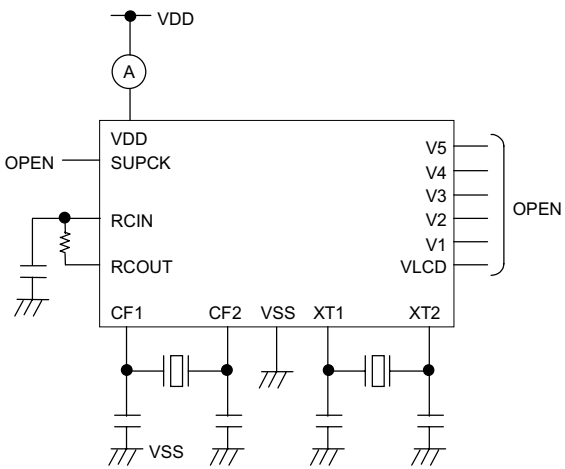 VDD
A
VDD
OPEN
SUPCK
RCIN
RCOUT
V5
V4
V3
V2
V1
VLCD
OPEN
CF1
CF2
VSS
XT1
XT2
VSS